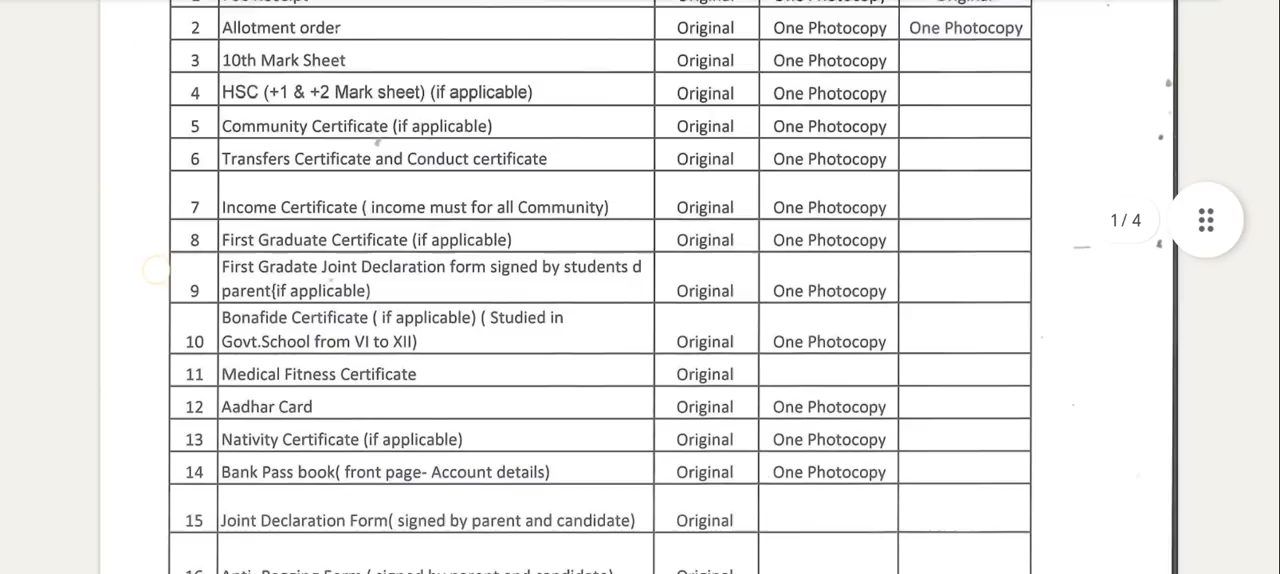 2 Allotment order Original One Photocopy One Photocopy
3 10th Mark Sheet Original One Photocopy
4 HSC (+1 & +2 Mark sheet) (if applicable) Original One Photocopy
5 Community Certificate (if applicable) Original One Photocopy
6 Transfers Certificate and Conduct certificate Original One Photocopy
7 Income Certificate ( income must for all Community) Original One Photocopy
1 / 4
8 First Graduate Certificate (if applicable) Original One Photocopy
First Gradate Joint Declaration form signed by students d
9 parent{if applicable) Original One Photocopy
Bonafide Certificate ( if applicable) ( Studied in
10 Govt.School from VI to XII) Original One Photocopy
11 Medical Fitness Certificate Original
12 Aadhar Card Original One Photocopy
13 Nativity Certificate (if applicable) Original One Photocopy
14 Bank Pass book( front page- Account details) Original One Photocopy
15 Joint Declaration Form( signed by parent and candidate) Original